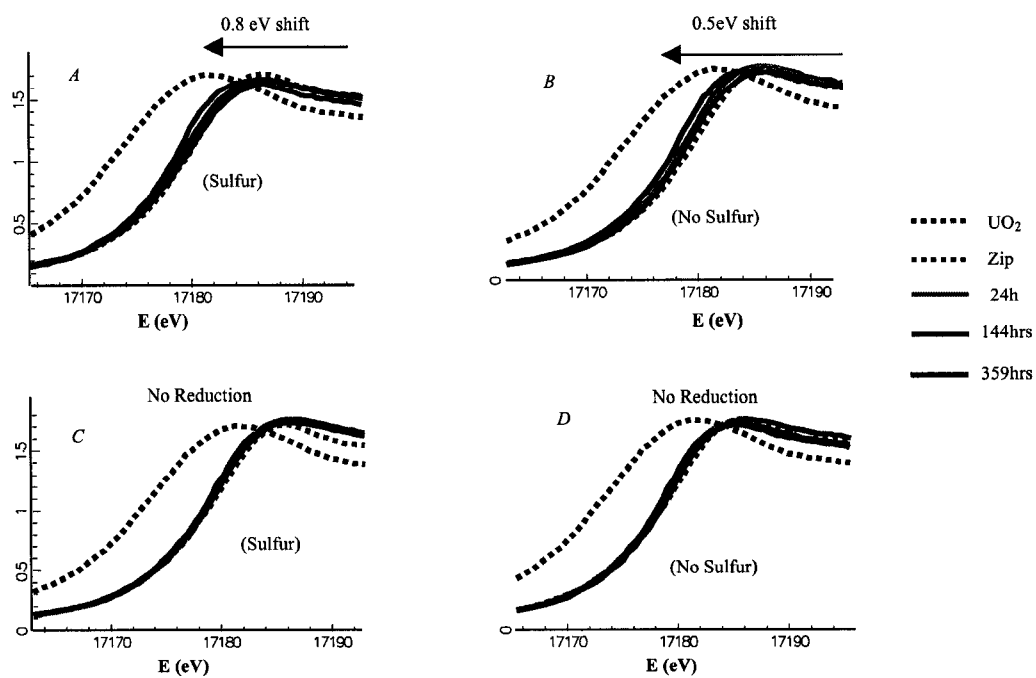 0.8 eV shift
0.5eV shift
A
B
1.5
1
0.5
(Sulfur)
(No Sulfur)
0
17170
17180
17190
17170
17180
17190
E (eV)
E (eV)
UO₂
Zip
24h
144hrs
359hrs
No Reduction
No Reduction
C
D
1.5
1
0.5
0
(Sulfur)
(No Sulfur)
17170
17180
17190
17170
17180
17190
E (eV)
E (eV)